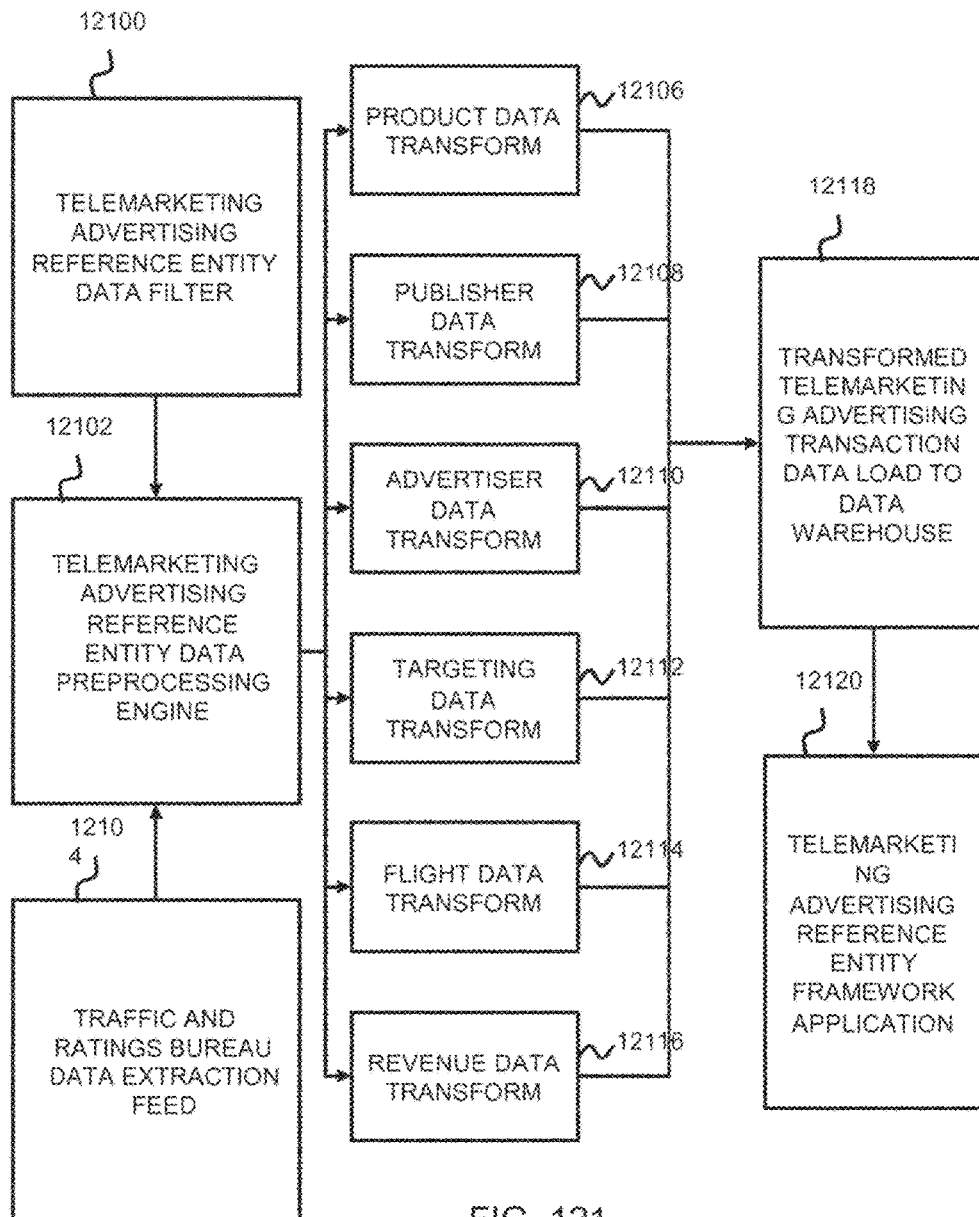 12100
TELEMARKETING
ADVERTISING
REFERENCE ENTITY
DATA FILTER
12102
TELEMARKETING
ADVERTISING
REFERENCE
ENTITY DATA
PREPROCESSING
ENGINE
1210
4
TRAFFIC AND
RATINGS BUREAU
DATA EXTRACTION
FEED
12106
PRODUCT DATA
TRANSFORM
12108
PUBLISHER
DATA
TRANSFORM
12110
ADVERTISER
DATA
TRANSFORM
12112
TARGETING
DATA
TRANSFORM
12114
FLIGHT DATA
TRANSFORM
12116
REVENUE DATA
TRANSFORM
12118
TRANSFORMED
TELEMARKETIN
G ADVERTISING
TRANSACTION
DATA LOAD TO
DATA
WAREHOUSE
12120
TELEMARKETI
NG
ADVERTISING
REFERENCE
ENTITY
FRAMEWORK
APPLICATION
FIG. 121